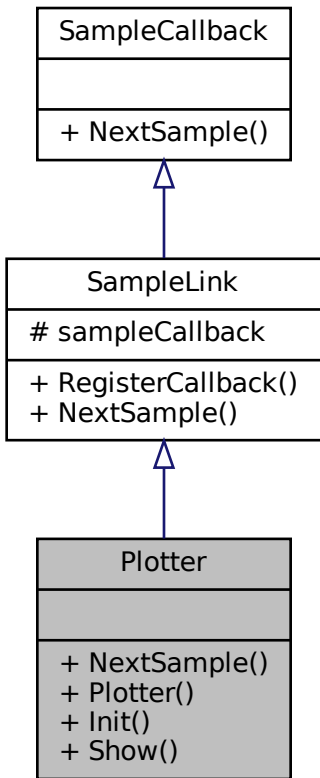 SampleCallback
+ NextSample()
SampleLink
# sampleCallback
+ RegisterCallback()
+ NextSample()
Plotter
+ NextSample()
+ Plotter()
+ Init()
+ Show()